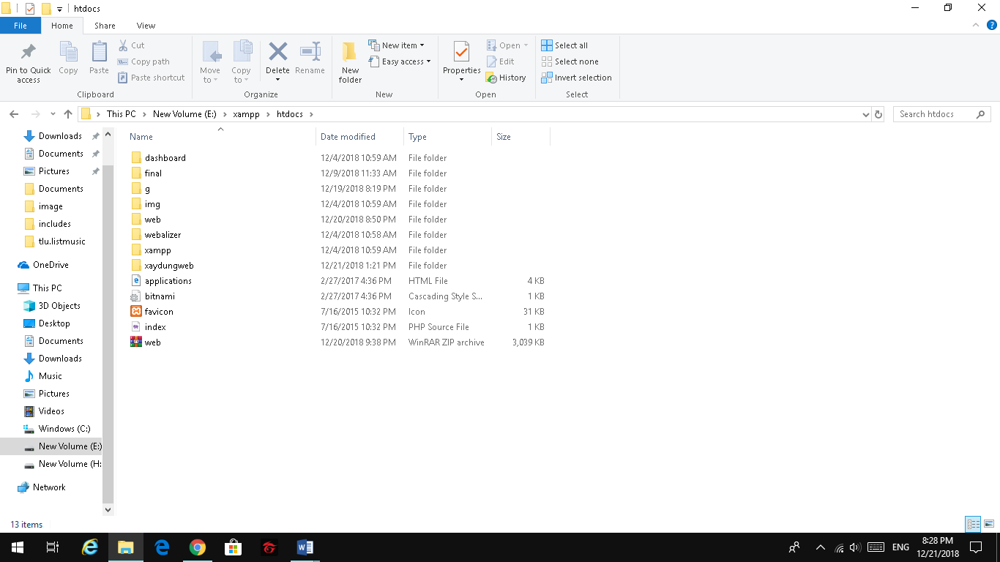 htdocs
File Home Share View
Pin to Quick access
Copy
Paste
Cut
Copy path
Paste shortcut
Clipboard
Move to
Copy to
Delete
Rename
Organize
New folder
New item
Easy access
New
Properties
Open
Edit
History
Open
Select all
Select none
Invert selection
Select
This PC > New Volume (E:) > xampp > htdocs >
Search htdocs
Downloads
Documents
Pictures
Documents
image
includes
tlu.listmusic
OneDrive
This PC
3D Objects
Desktop
Documents
Downloads
Music
Pictures
Videos
Windows (C:)
New Volume (E:)
New Volume (H:
Network
Name Date modified Type Size
dashboard 12/4/2018 10:59 AM File folder
final 12/9/2018 11:33 AM File folder
g 12/19/2018 8:19 PM File folder
img 12/4/2018 10:59 AM File folder
web 12/20/2018 8:50 PM File folder
webalizer 12/4/2018 10:58 AM File folder
xampp 12/4/2018 10:59 AM File folder
xaydungweb 12/21/2018 1:21 PM File folder
applications 2/27/2017 4:36 PM HTML File 4 KB
bitnami 2/27/2017 4:36 PM Cascading Style S... 1 KB
favicon 7/16/2015 10:32 PM Icon 31 KB
index 7/16/2015 10:32 PM PHP Source File 1 KB
web 12/20/2018 9:38 PM WinRAR ZIP archive 3,039 KB
13 items
ENG
8:28 PM
12/21/2018